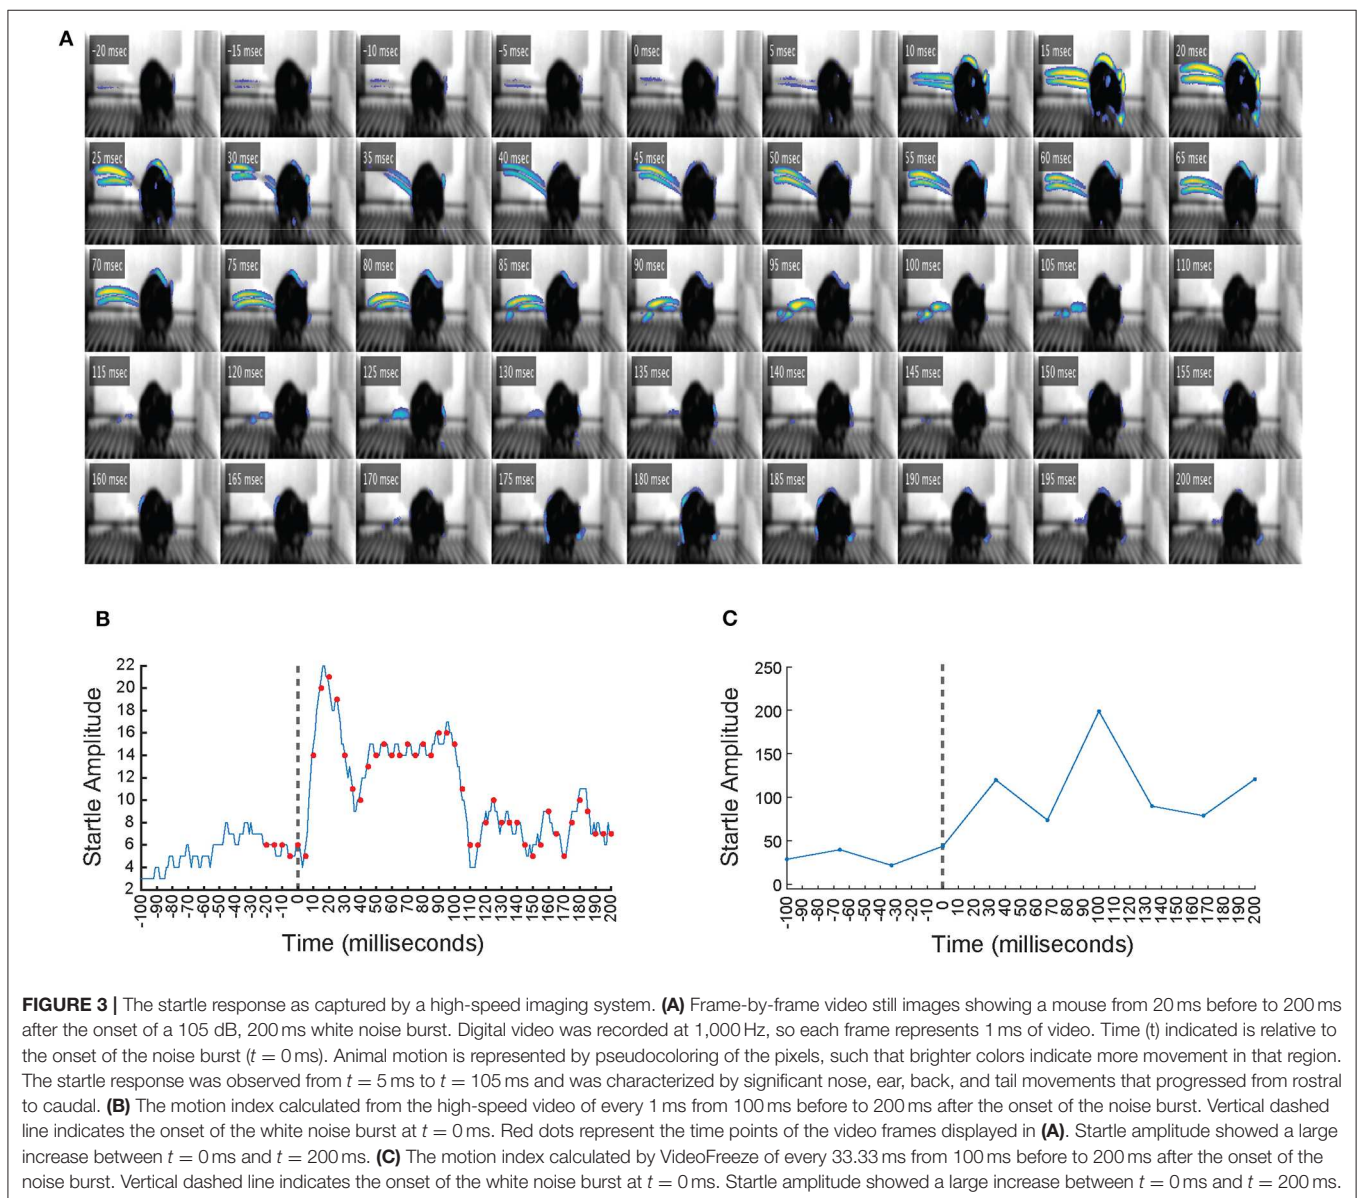 A
-20 msec -15 msec -10 msec -5 msec 0 msec 5 msec 10 msec 15 msec 20 msec
25 msec 30 msec 35 msec 40 msec 45 msec 50 msec 55 msec 60 msec 65 msec
70 msec 75 msec 80 msec 85 msec 90 msec 95 msec 100 msec 105 msec 110 msec
115 msec 120 msec 125 msec 130 msec 135 msec 140 msec 145 msec 150 msec 155 msec
160 msec 165 msec 170 msec 175 msec 180 msec 185 msec 190 msec 195 msec 200 msec
B
Startle Amplitude
22
20
18
16
14
12
10
8
6
4
2
-100 -90 -80 -70 -60 -50 -40 -30 -20 -10 0 10 20 30 40 50 60 70 80 90 100 110 120 130 140 150 160 170 180 190 200
Time (milliseconds)
C
Startle Amplitude
250
200
150
100
50
0
-100 -90 -80 -70 -60 -50 -40 -30 -20 -10 0 10 20 30 40 50 60 70 80 90 100 110 120 130 140 150 160 170 180 190 200
Time (milliseconds)
FIGURE 3 | The startle response as captured by a high-speed imaging system. (A) Frame-by-frame video still images showing a mouse from 20 ms before to 200 ms
after the onset of a 105 dB, 200 ms white noise burst. Digital video was recorded at 1,000 Hz, so each frame represents 1 ms of video. Time (t) indicated is relative to
the onset of the noise burst (t = 0 ms). Animal motion is represented by pseudocoloring of the pixels, such that brighter colors indicate more movement in that region.
The startle response was observed from t = 5 ms to t = 105 ms and was characterized by significant nose, ear, back, and tail movements that progressed from rostral
to caudal. (B) The motion index calculated from the high-speed video of every 1 ms from 100 ms before to 200 ms after the onset of the noise burst. Vertical dashed
line indicates the onset of the white noise burst at t = 0 ms. Red dots represent the time points of the video frames displayed in (A). Startle amplitude showed a large
increase between t = 0 ms and t = 200 ms. (C) The motion index calculated by VideoFreeze of every 33.33 ms from 100 ms before to 200 ms after the onset of the
noise burst. Vertical dashed line indicates the onset of the white noise burst at t = 0 ms. Startle amplitude showed a large increase between t = 0 ms and t = 200 ms.